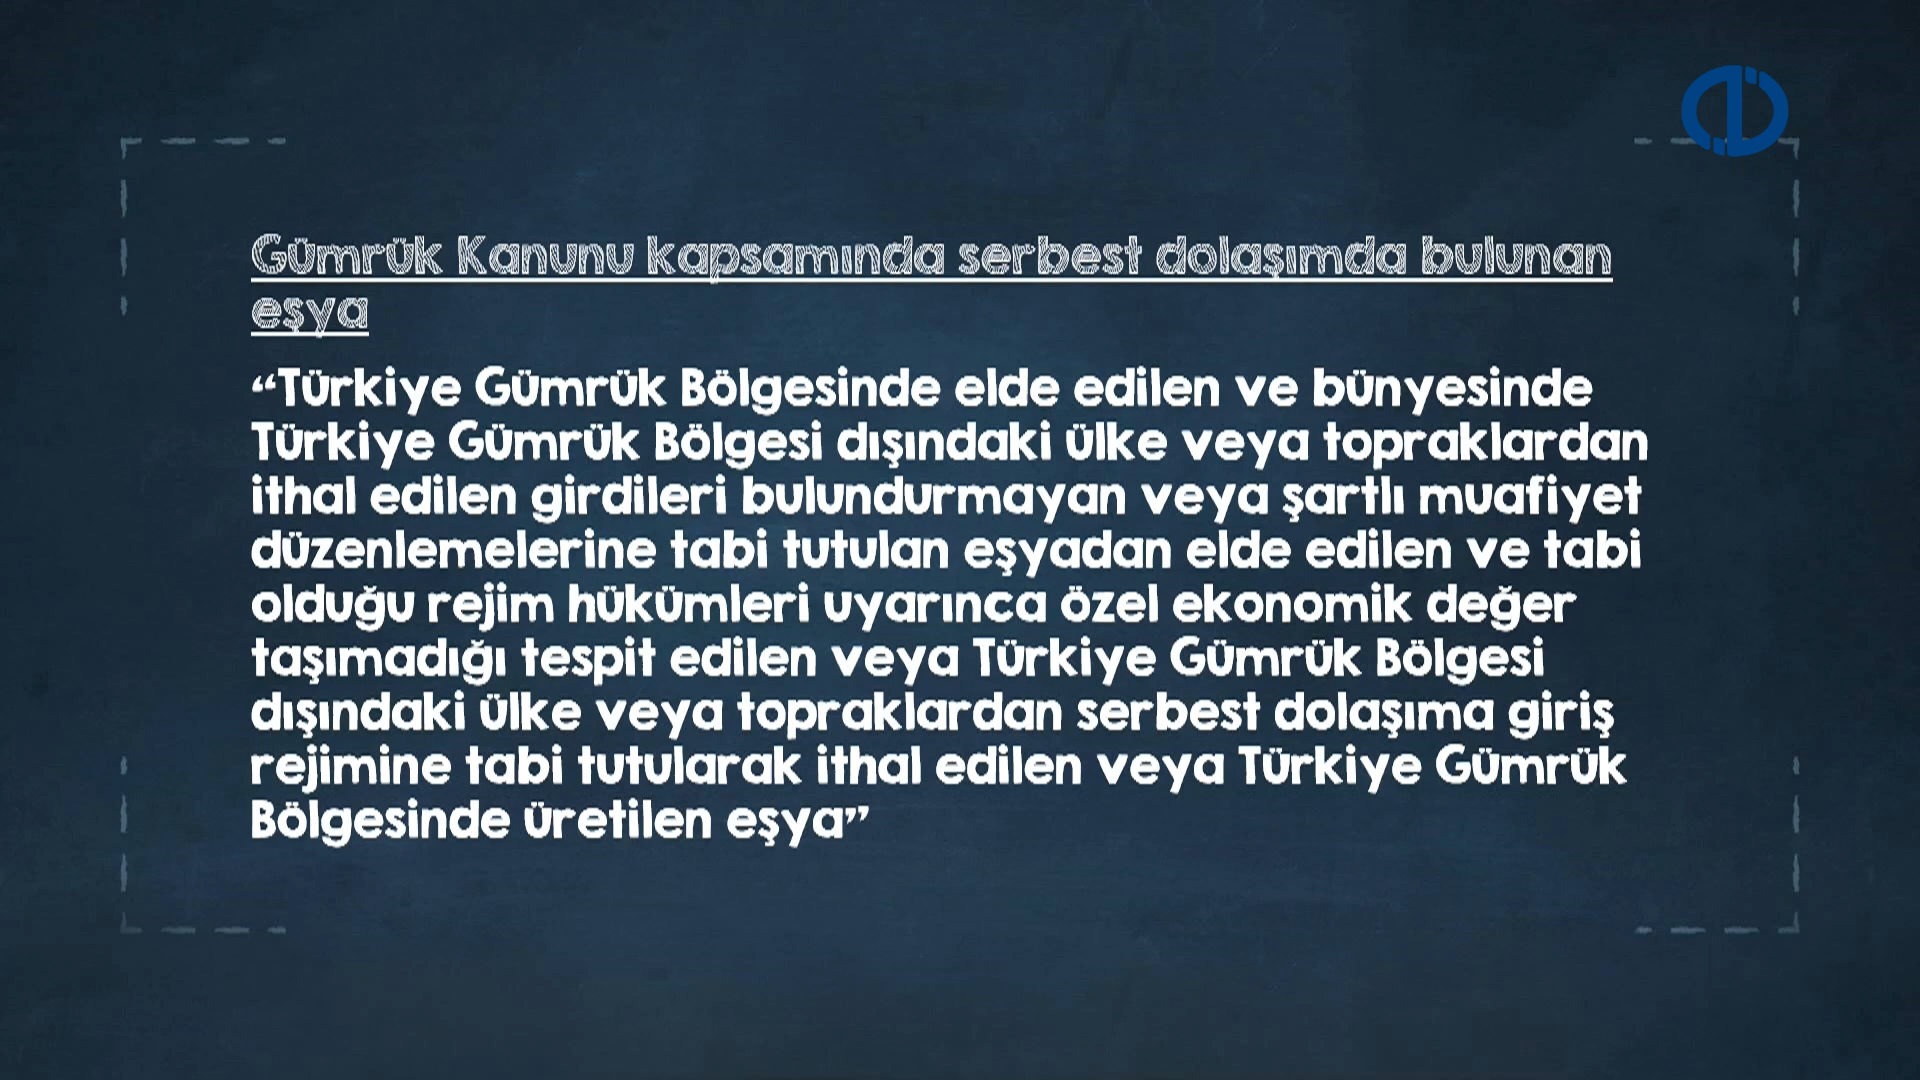 Gümrük Kanunu kapsamında serbest dolaşımda bulunan
eşya
“Türkiye Gümrük Bölgesinde elde edilen ve bünyesinde
Türkiye Gümrük Bölgesi dışındaki ülke veya topraklardan
ithal edilen girdileri bulundurmayan veya şartlı muafiyet
düzenlemelerine tabi tutulan eşyadan elde edilen ve tabi
olduğu rejim hükümleri uyarınca özel ekonomik değer
taşımadığı tespit edilen veya Türkiye Gümrük Bölgesi
dışındaki ülke veya topraklardan serbest dolaşıma giriş
rejimine tabi tutularak ithal edilen veya Türkiye Gümrük
Bölgesinde üretilen eşya”